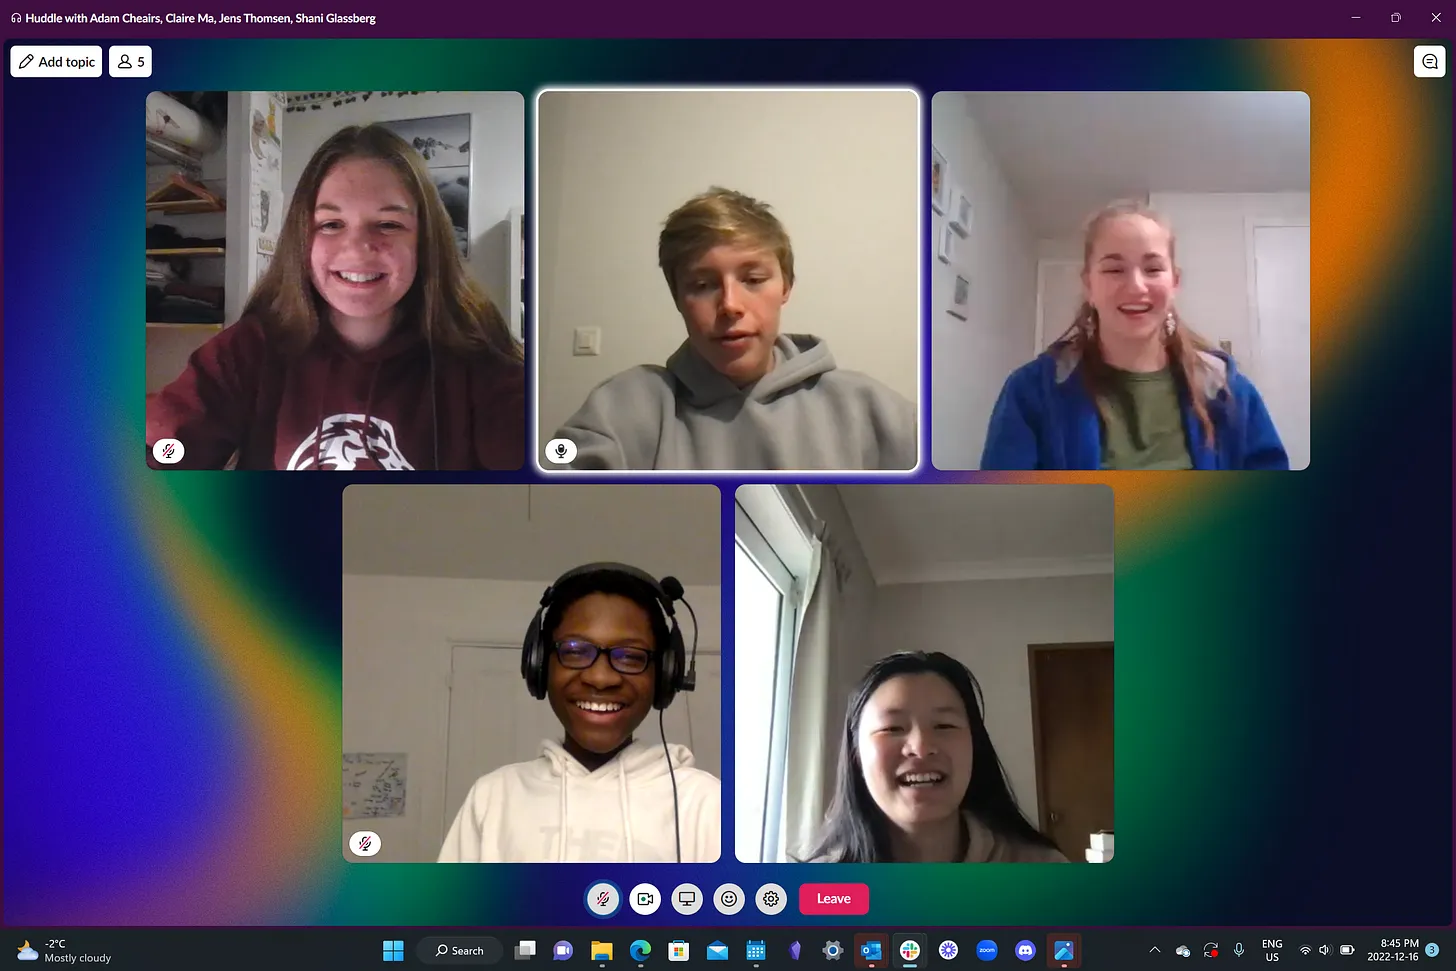 Huddle with Adam Cheairs, Claire Ma, Jens Thomsen, Shani Glassberg
Add topic
5
Leave
-2°C
Mostly cloudy
Search
zoom
ENG
US
8:45 PM
2022-12-16
3